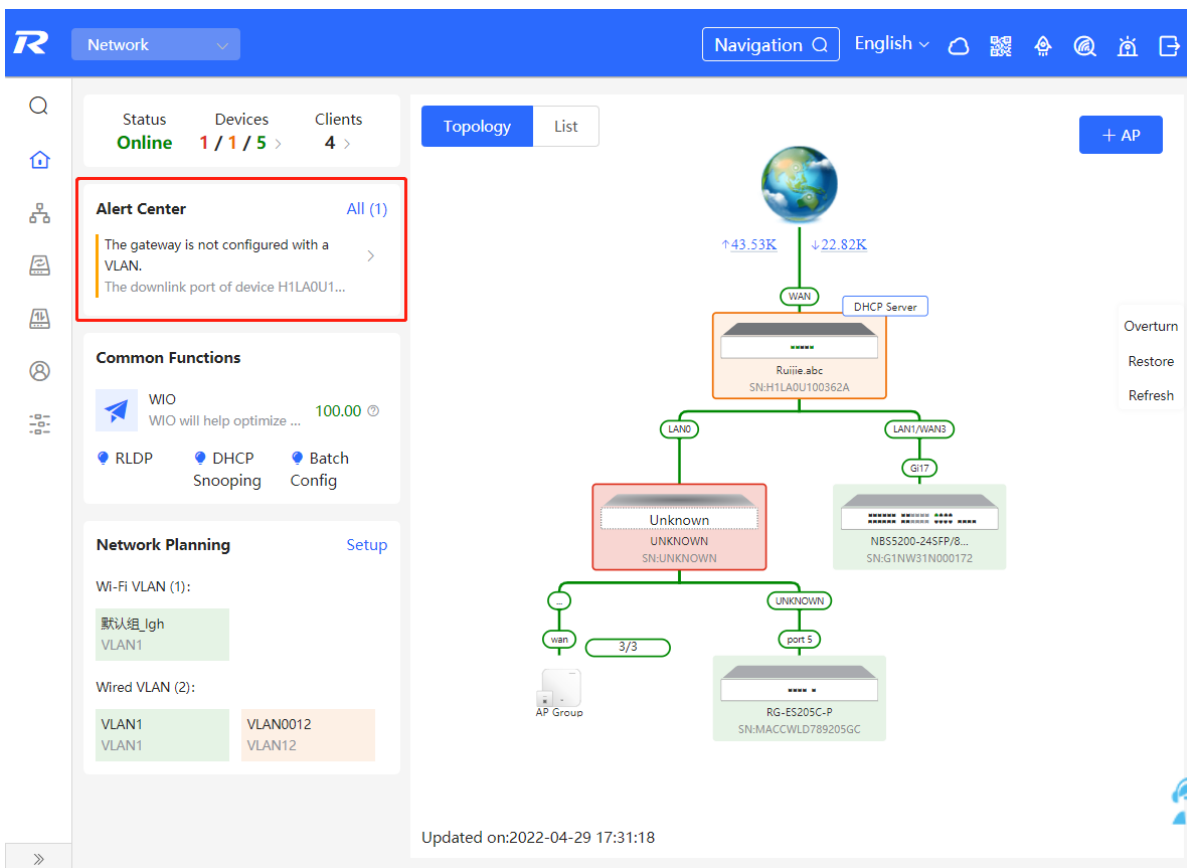 Network
Navigation
English
Status
Devices
Clients
Online
1 / 1 / 5
4
Alert Center
All (1)
The gateway is not configured with a
VLAN.
The downlink port of device H1LA0U1...
Common Functions
WIO
WIO will help optimize ...
100.00
RLDP
DHCP
Snooping
Batch
Config
Network Planning
Setup
Wi-Fi VLAN (1):
默认组_lgh
VLAN1
Wired VLAN (2):
VLAN1
VLAN1
VLAN0012
VLAN12
Topology
List
+ AP
↑43.53K
↓22.82K
WAN
DHCP Server
Ruijie.abc
SN:H1LA0U100362A
LAN0
LAN1/WAN3
Gi17
Unknown
UNKNOWN
SN:UNKNOWN
NBS5200-24SFP/8...
SN:G1NW31N000172
...
UNKNOWN
wan
3/3
port 5
AP Group
RG-ES205C-P
SN:MACCWLD789205GC
Overturn
Restore
Refresh
Updated on:2022-04-29 17:31:18